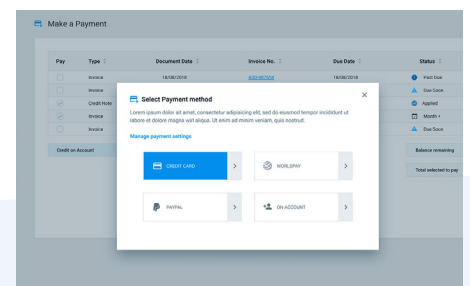 Make a Payment
Pay Type Document Date Invoice No. Due Date Status
Invoice 18/08/2018 18/08/2018 Past Due
Invoice Due Soon
Credit Note Applied
Invoice Month +
Invoice Due Soon
Credit on Account Balance remaining
Total selected to pay
Select Payment method
Lorem ipsum dolor sit amet, consectetur adipisicing elit, sed do eiusmod tempor incididunt ut
labore et dolore magna wirl aliqua. Ut enim ad minim veniam, quis nostrud.
Manage payment settings
CREDIT CARD WORLDPAY
PAYPAL ON ACCOUNT